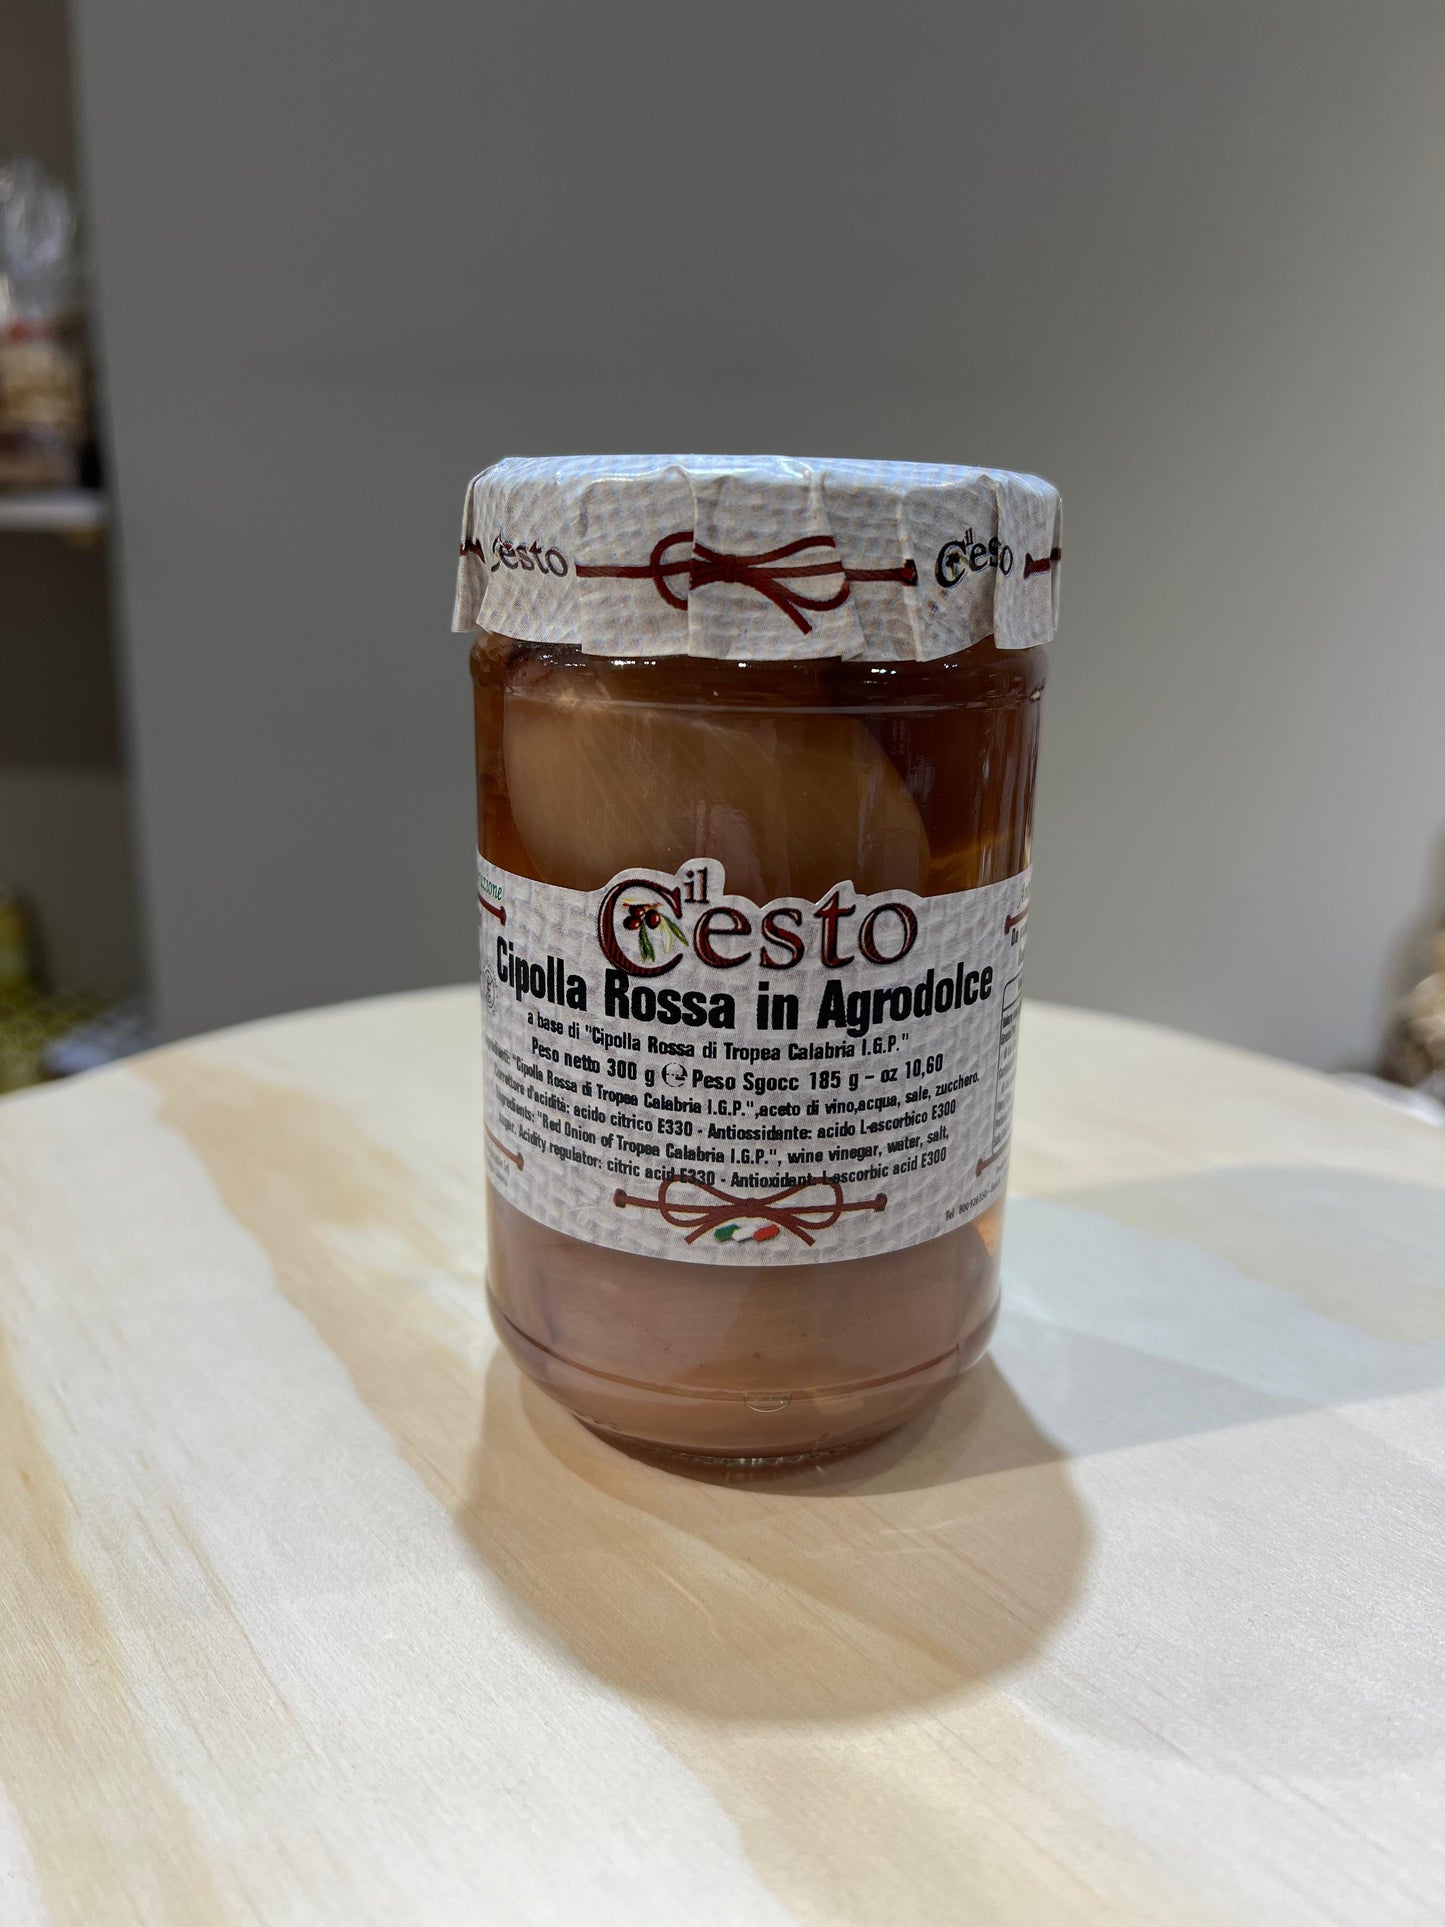 Cesto
il Cesto
il Cesto
Cipolla Rossa in Agrodolce
a base di "Cipolla Rossa di Tropea Calabria I.G.P."
Peso netto 300 g ℮ Peso Sgocc 185 g - oz 10,60
"Cipolla Rossa di Tropea Calabria I.G.P.",aceto di vino,acqua, sale, zucchero.
Correttore d'acidità: acido citrico E330 - Antiossidante: acido L-ascorbico E300
"Red Onion of Tropea Calabria I.G.P.", wine vinegar, water, salt,
Acidity regulator: citric acid E330 - Antioxidant: L-ascorbic acid E300
Tel